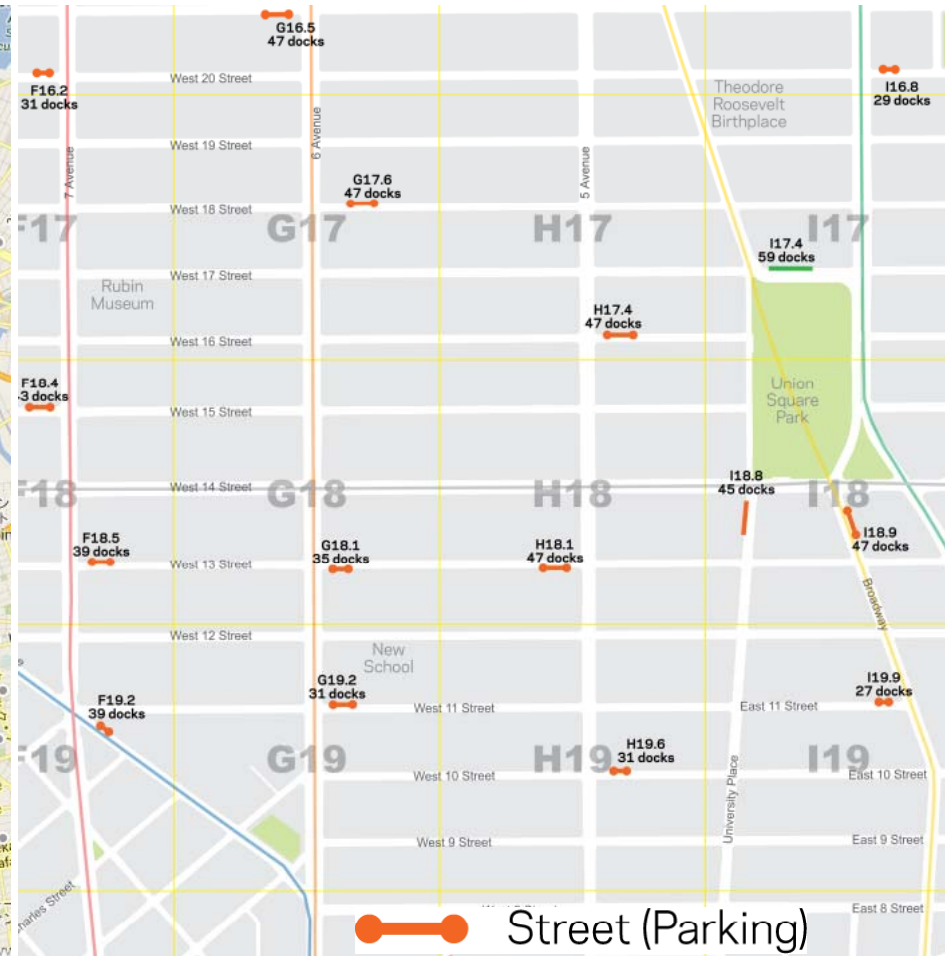 G16.5
47 docks
F16.2
31 docks
West 20 Street
Theodore
Roosevelt
Birthplace
I16.8
29 docks
6 Avenue
West 19 Street
7 Avenue
5 Avenue
G17.6
47 docks
West 18 Street
F17
G17
H17
I17
I17.4
59 docks
West 17 Street
Rubin
Museum
H17.4
47 docks
West 16 Street
F18.4
3 docks
West 15 Street
Union
Square
Park
I18.8
45 docks
F18
West 14 Street
G18
H18
I18
F18.5
39 docks
G18.1
35 docks
H18.1
47 docks
I18.9
47 docks
West 13 Street
Broadway
West 12 Street
New
School
G19.2
31 docks
I19.9
27 docks
F19.2
39 docks
West 11 Street
East 11 Street
F19
G19
H19
I19
H19.6
31 docks
West 10 Street
East 10 Street
University Place
West 9 Street
East 9 Street
Charles Street
East 8 Street
Street (Parking)